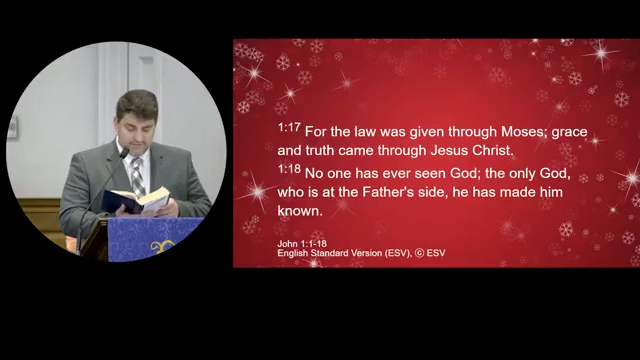 1:17 For the law was given through Moses; grace
and truth came through Jesus Christ.
1:18 No one has ever seen God; the only God,
who is at the Father's side, he has made him
known.
John 1:1-18
English Standard Version (ESV), ⓒ ESV